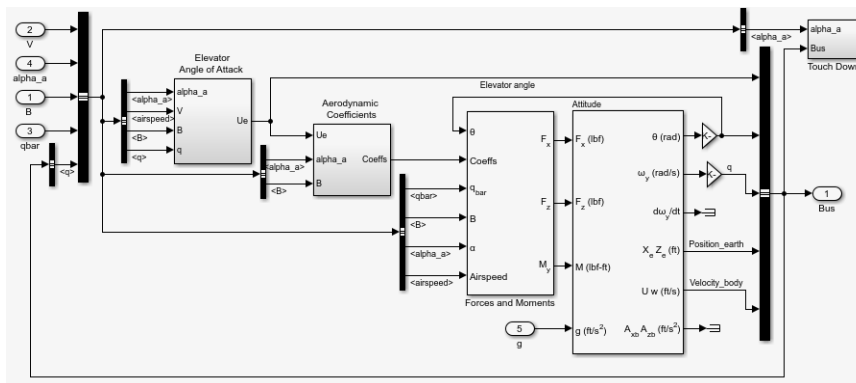 2
V
4
alpha_a
1
B
3
qbar
<q>
Elevator
Angle of Attack
alpha_a
V
B
q
Ue
<alpha_a>
<airspeed>
<B>
<q>
Aerodynamic
Coefficients
Ue
alpha_a
B
Coeffs
<alpha_a>
<B>
<qbar>
<B>
<alpha_a>
<airspeed>
θ
Coeffs
q_bar
B
α
Airspeed
F_x
F_z
M_y
Forces and Moments
5
g
Elevator angle
Attitude
F_x (lbf)
F_z (lbf)
M (lbf-ft)
g (ft/s²)
θ (rad)
ω_y (rad/s)
dω_y/dt
X_e Z_e (ft)
U w (ft/s)
A_xb A_zb (ft/s²)
K-
K-
q
Position_earth
Velocity_body
<alpha_a>
alpha_a
Bus
Touch Down
1
Bus